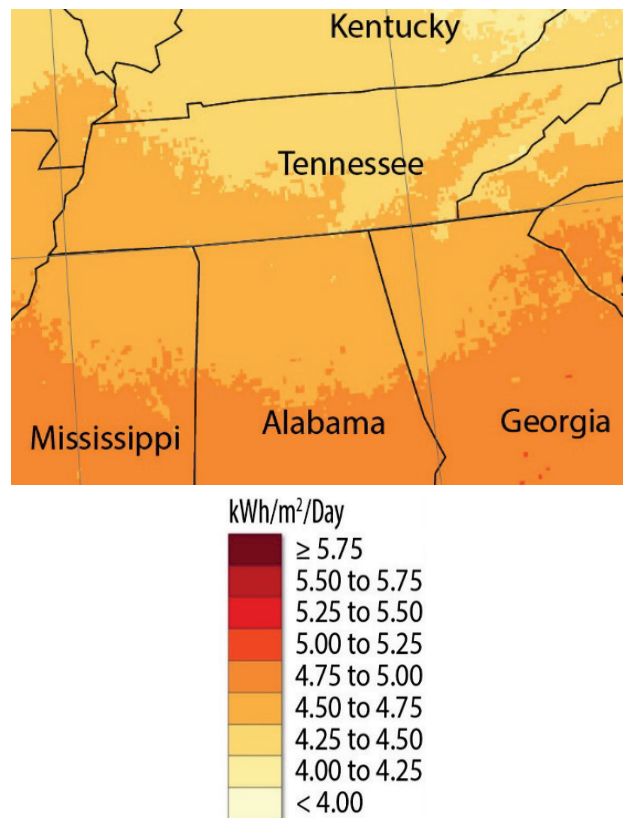 Kentucky
Tennessee
Mississippi
Alabama
Georgia
kWh/m²/Day
≥ 5.75
5.50 to 5.75
5.25 to 5.50
5.00 to 5.25
4.75 to 5.00
4.50 to 4.75
4.25 to 4.50
4.00 to 4.25
< 4.00